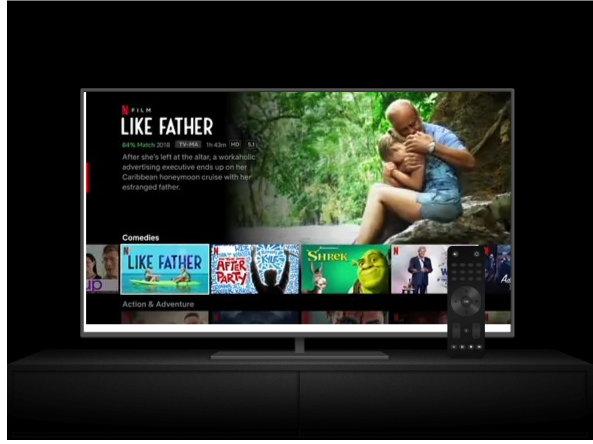 N FILM
LIKE FATHER
84% Match 2018 TV-MA 1h 43m HD 5.1
After she's left at the altar, a workaholic
advertising executive ends up on her
Caribbean honeymoon cruise with her
estranged father.
Comedies
up
N
LIKE FATHER
N
THE
AFTER
PARTY
N
SHREK
N
Action & Adventure